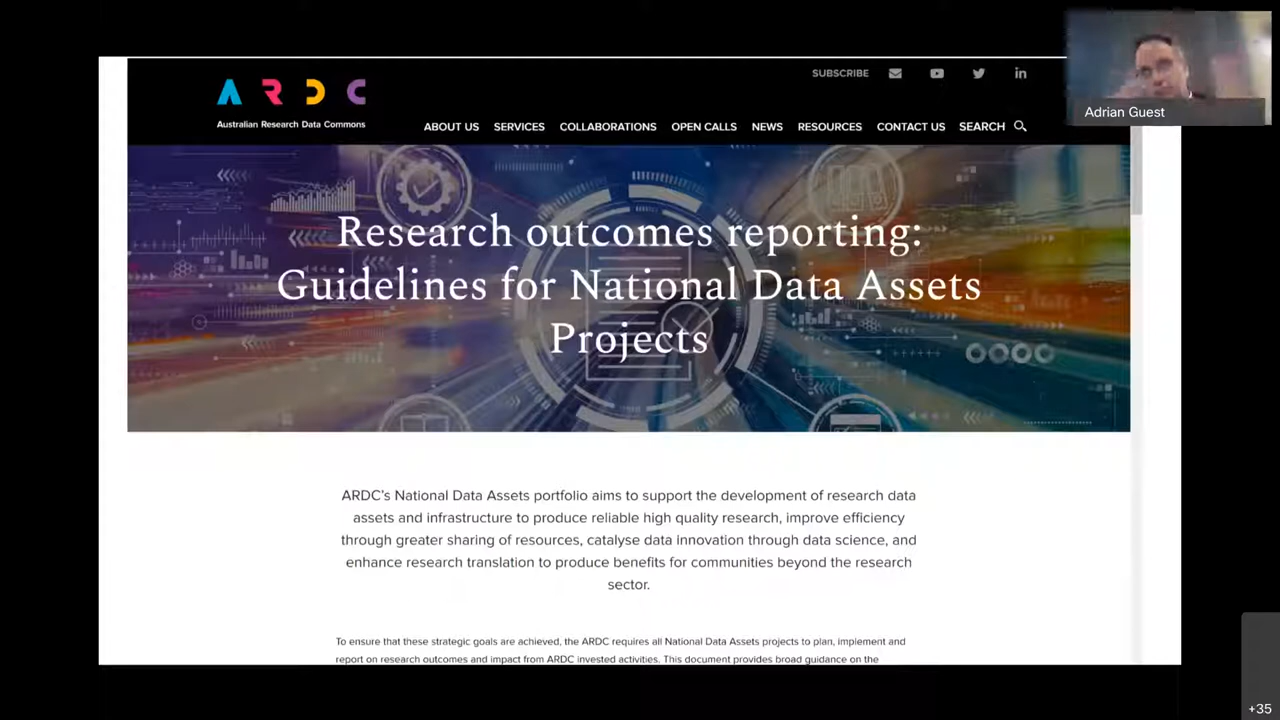 A R D C
Australian Research Data Commons
SUBSCRIBE
in
ABOUT US
SERVICES
COLLABORATIONS
OPEN CALLS
NEWS
RESOURCES
CONTACT US
SEARCH
Adrian Guest
Research outcomes reporting:
Guidelines for National Data Assets
Projects
ARDC's National Data Assets portfolio aims to support the development of research data
assets and infrastructure to produce reliable high quality research, improve efficiency
through greater sharing of resources, catalyse data innovation through data science, and
enhance research translation to produce benefits for communities beyond the research
sector.
To ensure that these strategic goals are achieved, the ARDC requires all National Data Assets projects to plan, implement and
report on research outcomes and impact from ARDC invested activities. This document provides broad guidance on the
+35